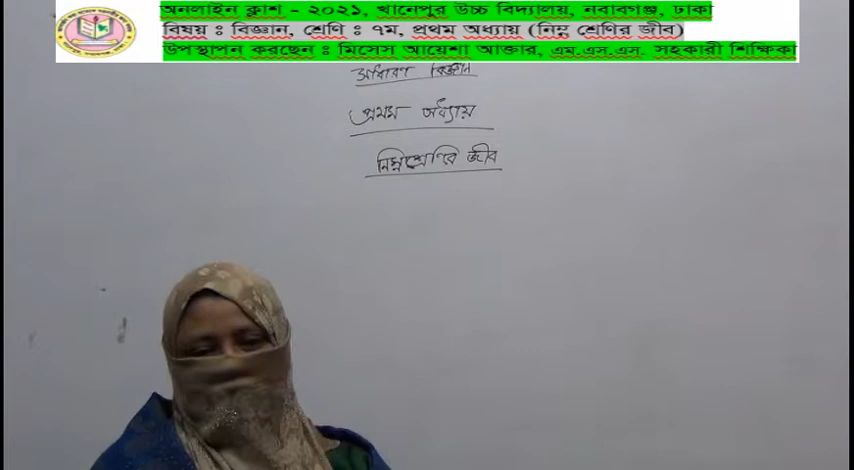 অনলাইন ক্লাশ - ২০২১, খানেপুর উচ্চ বিদ্যালয়, নবাবগঞ্জ, ঢাকা
বিষয় ঃ বিজ্ঞান, শ্রেণি ঃ ৭ম, প্রথম অধ্যায় (নিম্ন শ্রেণির জীব)
উপস্থাপন করছেন ঃ মিসেস আয়েশা আক্তার, এম.এস.এস. সহকারী শিক্ষিকা
সাধারণ বিজ্ঞান
প্রথম অধ্যায়
নিম্নশ্রেণির জীব